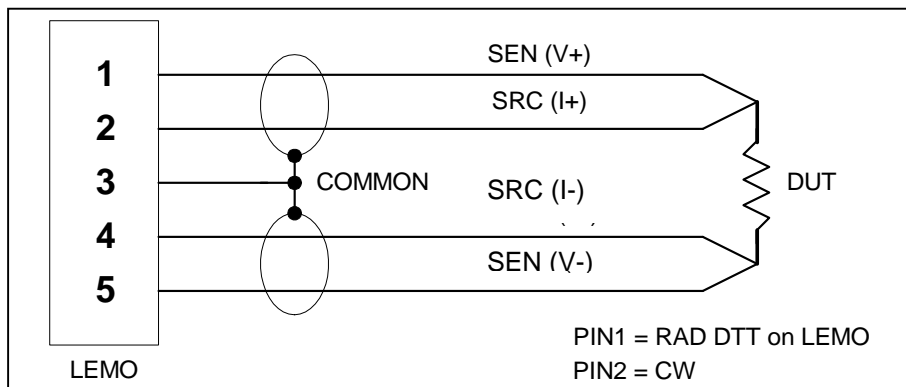 SEN (V+)
1
SRC (I+)
2
3
COMMON
SRC (I-)
DUT
4
SEN (V-)
5
PIN1 = RAD DTT on LEMO
LEMO
PIN2 = CW